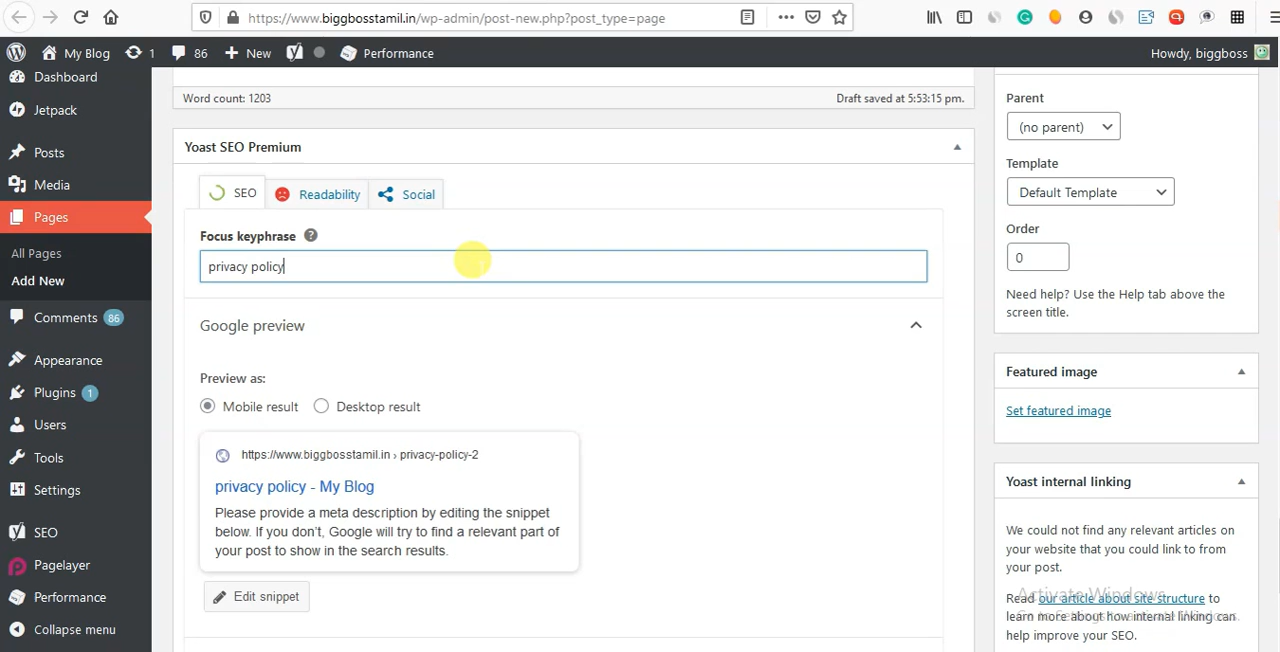 https://www.biggbosstamil.in/wp-admin/post-new.php?post_type=page
My Blog 1 86 New Performance Howdy, biggboss
Dashboard
Jetpack
Posts
Media
Pages
All Pages
Add New
Comments 86
Appearance
Plugins 1
Users
Tools
Settings
SEO
Pagelayer
Performance
Collapse menu
Word count: 1203 Draft saved at 5:53:15 pm.
Yoast SEO Premium
SEO Readability Social
Focus keyphrase ?
privacy policy
Google preview
Preview as:
Mobile result Desktop result
https://www.biggbosstamil.in › privacy-policy-2
privacy policy - My Blog
Please provide a meta description by editing the snippet
below. If you don't, Google will try to find a relevant part of
your post to show in the search results.
Edit snippet
Parent
(no parent)
Template
Default Template
Order
0
Need help? Use the Help tab above the
screen title.
Featured image
Set featured image
Yoast internal linking
We could not find any relevant articles on
your website that you could link to from
your post.
Activate Windows
Read our article about site structure to
Go to Settings to activate Windows.
learn more about how internal linking can
help improve your SEO.